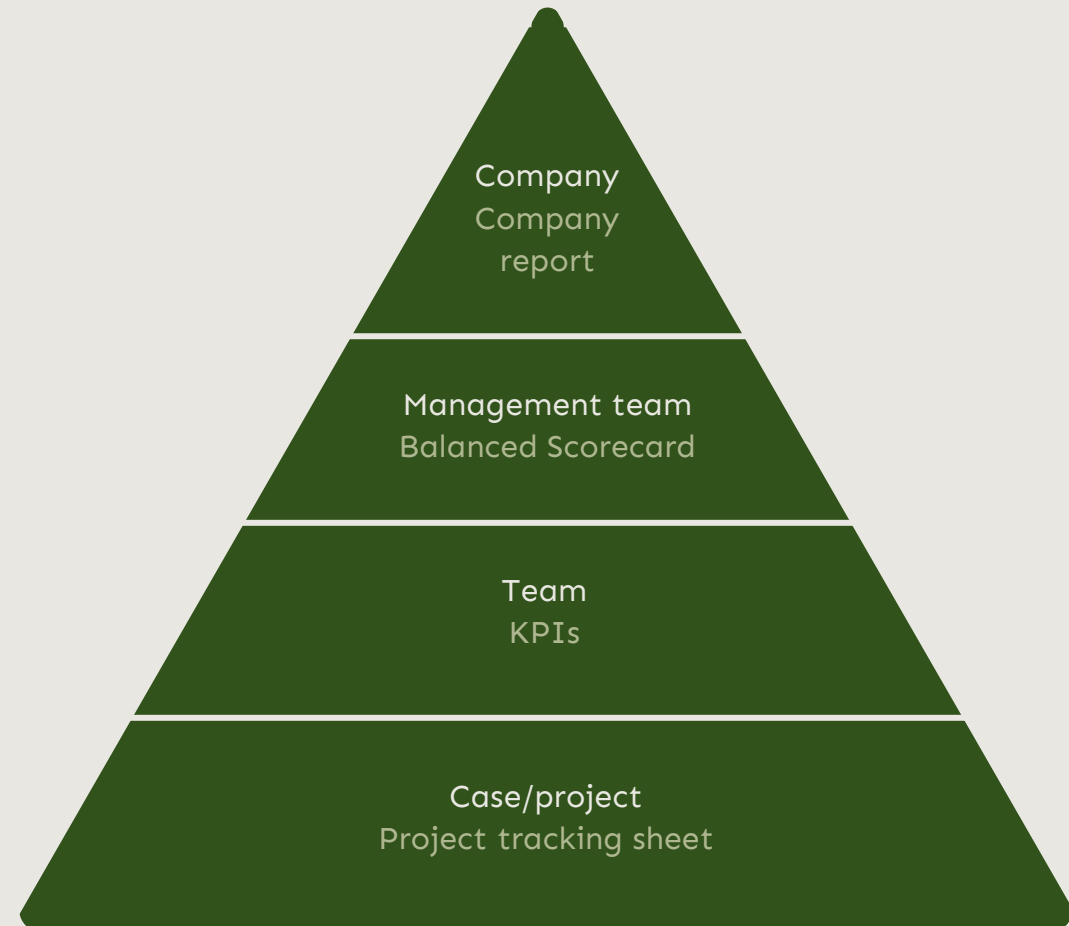 Company
Company
report
Management team
Balanced Scorecard
Team
KPIs
Case/project
Project tracking sheet